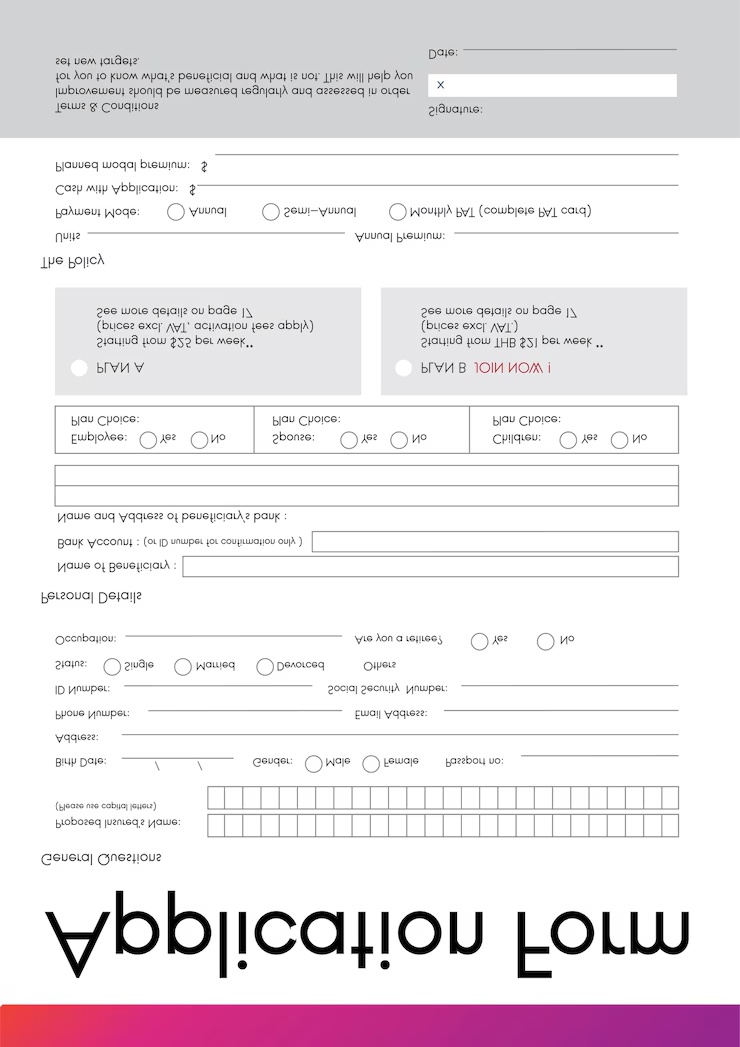 Application Form
General Questions
Proposed Insured's Name:
(Please use capital letters)
Birth Date: / / Gender: Male Female Passport no:
Address:
Phone Number: Email Address:
ID Number: Social Security Number:
Status: Single Married Devorced Others
Occupation: Are you a retiree? Yes No
Personal Details
Name of Beneficiary :
Bank Account : (or ID number for confirmation only )
Name and Address of beneficiary's bank :
Employee: Yes No Spouse: Yes No Children: Yes No
Plan Choice: Plan Choice: Plan Choice:
PLAN A
Starting from $25 per week**
(prices excl. VAT, activation fees apply)
See more details on page 17
PLAN B JOIN NOW !
Starting from THB $21 per week **
(prices excl. VAT.)
See more details on page 17
The Policy
Units Annual Premium:
Payment Mode: Annual Semi-Annual Monthly PAT (complete PAT card)
Cash with Application: $
Planned modal premium: $
Terms & Conditions
Improvement should be measured regularly and assessed in order
for you to know what's beneficial and what is not. This will help you
set new targets.
Signature:
x
Date: